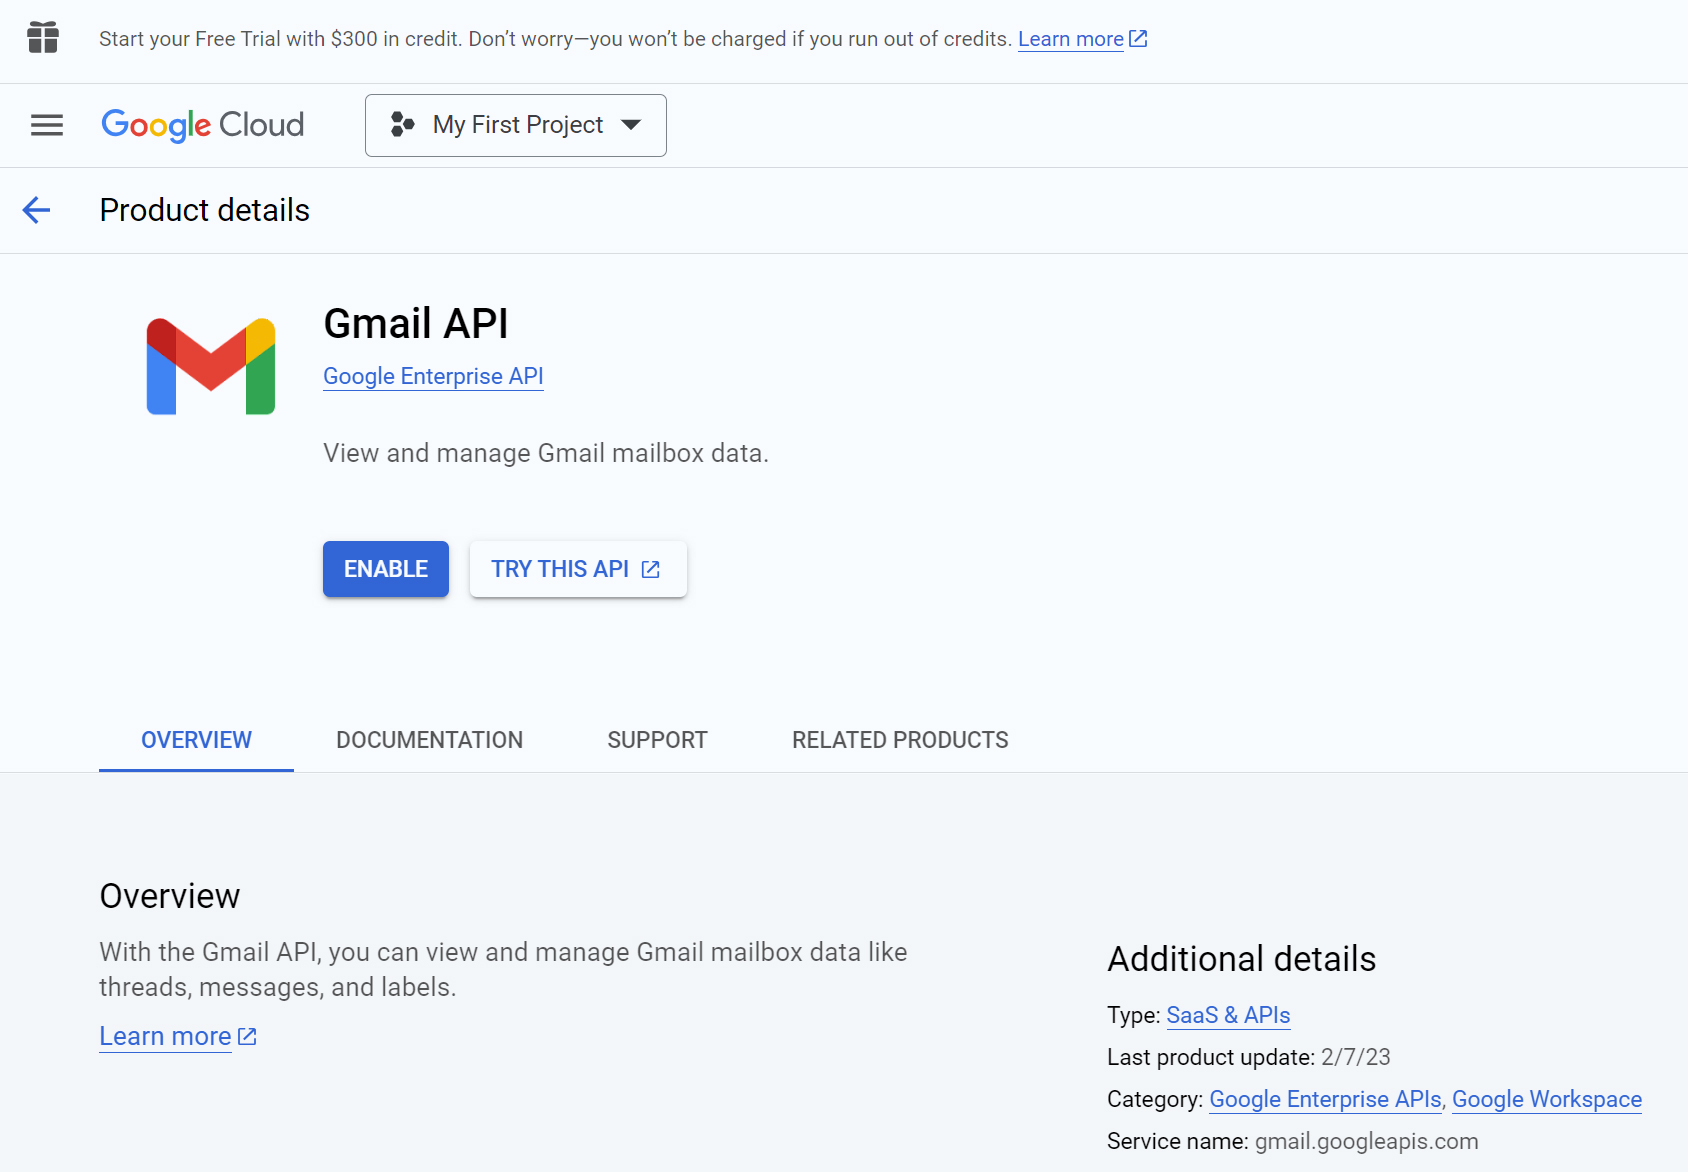 Start your Free Trial with $300 in credit. Don’t worry—you won’t be charged if you run out of credits. Learn more
Google Cloud
My First Project
Product details
Gmail API
Google Enterprise API
View and manage Gmail mailbox data.
ENABLE
TRY THIS API
OVERVIEW
DOCUMENTATION
SUPPORT
RELATED PRODUCTS
Overview
With the Gmail API, you can view and manage Gmail mailbox data like
threads, messages, and labels.
Learn more
Additional details
Type: SaaS & APIs
Last product update: 2/7/23
Category: Google Enterprise APIs, Google Workspace
Service name: gmail.googleapis.com